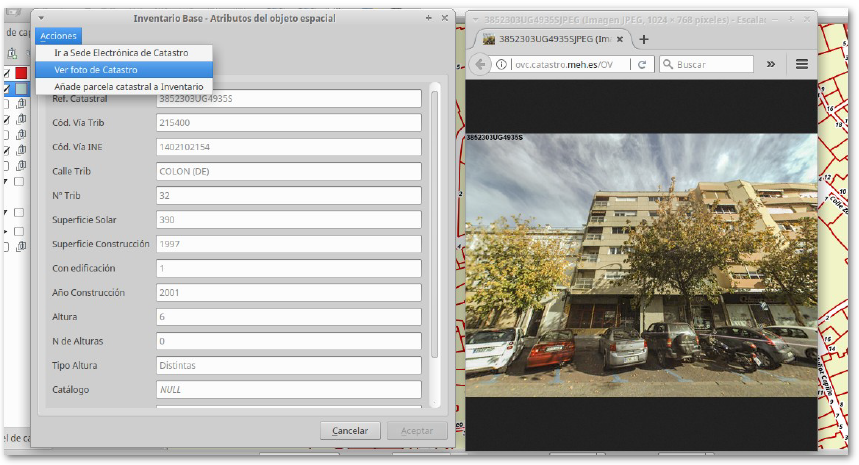 Inventario Base - Atributos del objeto espacial
Acciones
Ir a Sede Electrónica de Catastro
Ver foto de Catastro
Añade parcela catastral a Inventario
Ref. Catastral 3852303UG4935S
Cód. Vía Trib 215400
Cód. Vía INE 1402102154
Calle Trib COLON (DE)
Nº Trib 32
Superficie Solar 390
Superficie Construcción 1997
Con edificación 1
Año Construcción 2001
Altura 6
N de Alturas 0
Tipo Altura Distintas
Catálogo NULL
Cancelar Aceptar
de cap
el de ca
3852303UG4935SJPEG (Imagen JPEG, 1024 × 768 píxeles) - Escalad
3852303UG4935SJPEG (Im
ovc.catastro.meh.es/OV
Buscar
3852303UG4935S